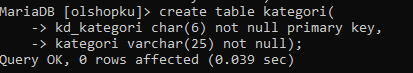 MariaDB [olshopku]> create table kategori(
    -> kd_kategori char(6) not null primary key,
    -> kategori varchar(25) not null);
Query OK, 0 rows affected (0.039 sec)